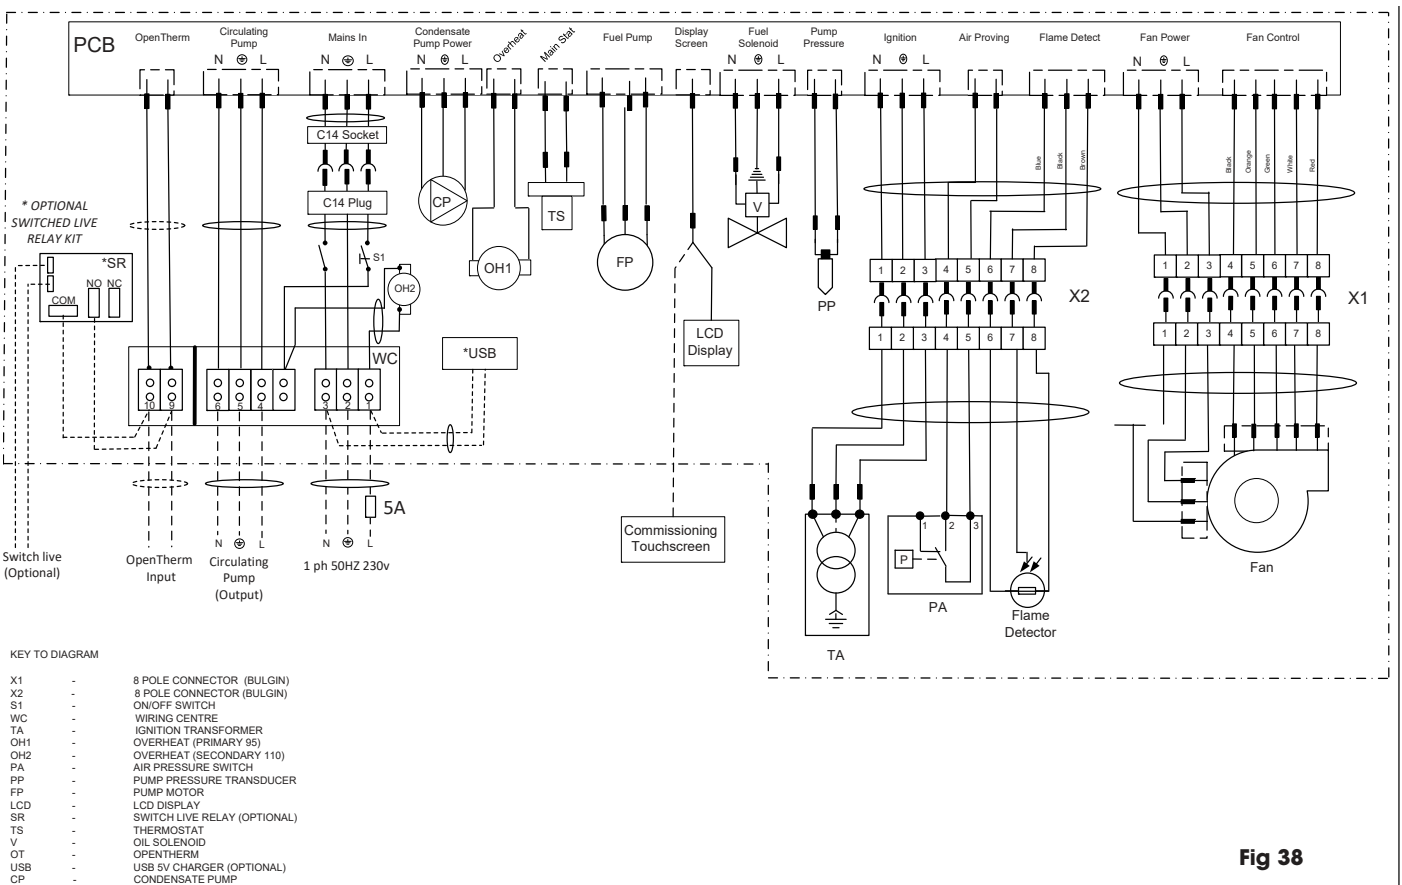 PCB
OpenTherm
Circulating
Pump
N L
Mains In
N L
Condensate
Pump Power
N L
Overheat
Main Stat
Fuel Pump
Display
Screen
Fuel
Solenoid
N L
Pump
Pressure
Ignition
N L
Air Proving
Flame Detect
Fan Power
N L
Fan Control
C14 Socket
C14 Plug
Blue
Black
Brown
Black
Orange
Green
White
Red
* OPTIONAL
SWITCHED LIVE
RELAY KIT
*SR
NO NC
COM
S1
OH2
CP
OH1
TS
FP
V
PP
1 2 3 4 5 6 7 8
X2
1 2 3 4 5 6 7 8
1 2 3 4 5 6 7 8
X1
1 2 3 4 5 6 7 8
LCD
Display
WC
*USB
10 9
6 5 4
3 2 1
5A
Switch live
(Optional)
OpenTherm
Input
N L
Circulating
Pump
(Output)
N L
1 ph 50HZ 230v
Commissioning
Touchscreen
TA
1 2 3
P
PA
Flame
Detector
Fan
KEY TO DIAGRAM
X1 - 8 POLE CONNECTOR (BULGIN)
X2 - 8 POLE CONNECTOR (BULGIN)
S1 - ON/OFF SWITCH
WC - WIRING CENTRE
TA - IGNITION TRANSFORMER
OH1 - OVERHEAT (PRIMARY 95)
OH2 - OVERHEAT (SECONDARY 110)
PA - AIR PRESSURE SWITCH
PP - PUMP PRESSURE TRANSDUCER
FP - PUMP MOTOR
LCD - LCD DISPLAY
SR - SWITCH LIVE RELAY (OPTIONAL)
TS - THERMOSTAT
V - OIL SOLENOID
OT - OPENTHERM
USB - USB 5V CHARGER (OPTIONAL)
CP - CONDENSATE PUMP
Fig 38